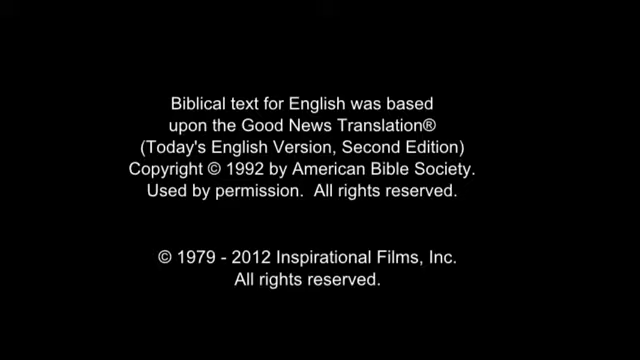 Biblical text for English was based
upon the Good News Translation®
(Today's English Version, Second Edition)
Copyright © 1992 by American Bible Society.
Used by permission.  All rights reserved.
© 1979 - 2012 Inspirational Films, Inc.
All rights reserved.